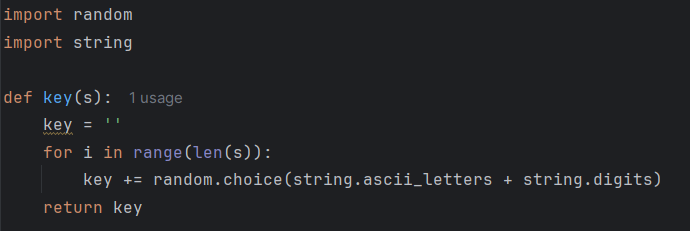 import random
import string
def key(s): 1 usage
key = ''
for i in range(len(s)):
key += random.choice(string.ascii_letters + string.digits)
return key